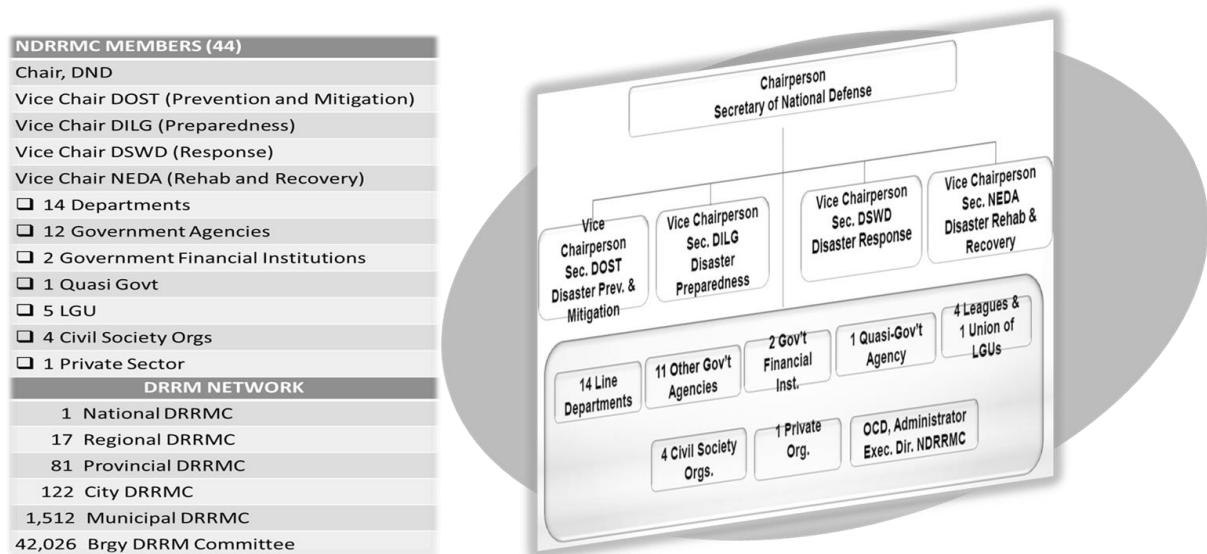 NDRRMC MEMBERS (44)
Chair, DND
Vice Chair DOST (Prevention and Mitigation)
Vice Chair DILG (Preparedness)
Vice Chair DSWD (Response)
Vice Chair NEDA (Rehab and Recovery)
❑ 14 Departments
❑ 12 Government Agencies
❑ 2 Government Financial Institutions
❑ 1 Quasi Govt
❑ 5 LGU
❑ 4 Civil Society Orgs
❑ 1 Private Sector
DRRM NETWORK
1 National DRRMC
17 Regional DRRMC
81 Provincial DRRMC
122 City DRRMC
1,512 Municipal DRRMC
42,026 Brgy DRRM Committee
Chairperson
Secretary of National Defense
Vice
Chairperson
Sec. DOST
Disaster Prev. &
Mitigation
Vice Chairperson
Sec. DILG
Disaster
Preparedness
Vice Chairperson
Sec. DSWD
Disaster Response
Vice Chairperson
Sec. NEDA
Disaster Rehab &
Recovery
14 Line
Departments
11 Other Gov't
Agencies
2 Gov't
Financial
Inst.
1 Quasi-Gov't
Agency
4 Leagues &
1 Union of
LGUs
4 Civil Society
Orgs.
1 Private
Org.
OCD, Administrator
Exec. Dir. NDRRMC